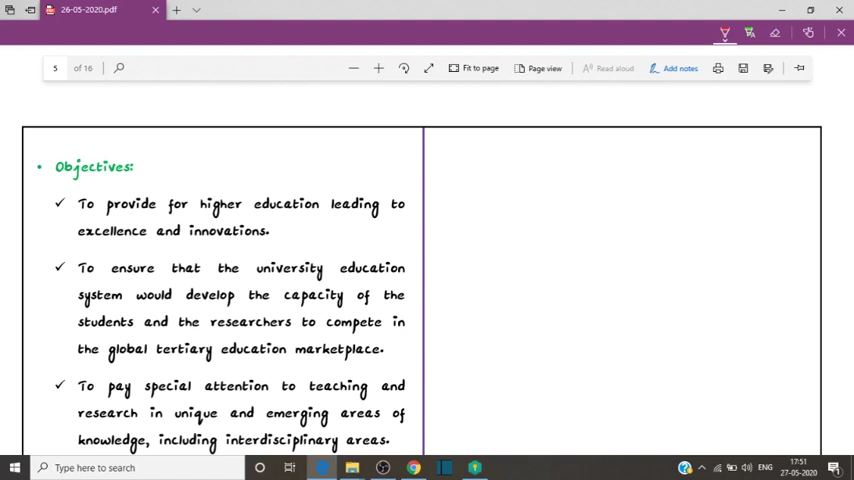 26-05-2020.pdf
5 of 16
Fit to page
Page view
Read aloud
Add notes
• Objectives:
✓ To provide for higher education leading to
excellence and innovations.
✓ To ensure that the university education
system would develop the capacity of the
students and the researchers to compete in
the global tertiary education marketplace.
✓ To pay special attention to teaching and
research in unique and emerging areas of
knowledge, including interdisciplinary areas.
Type here to search
ENG
17:51
27-05-2020